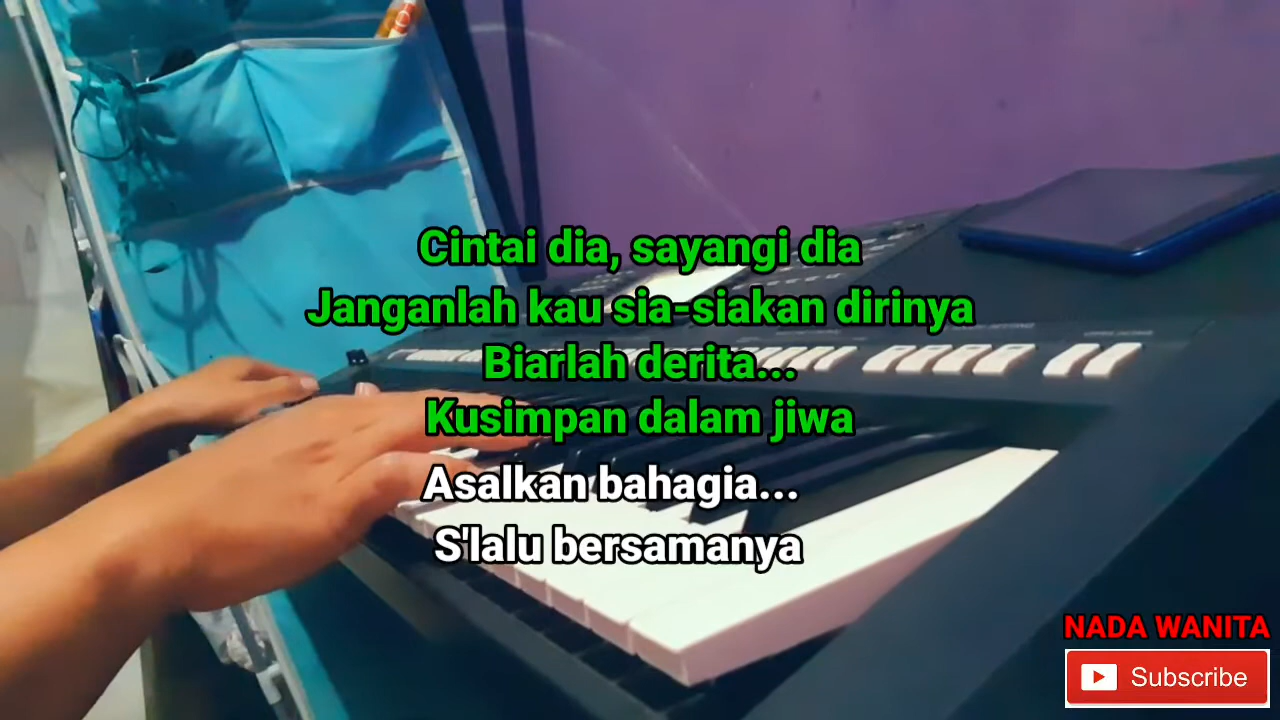 Cintai dia, sayangi dia
Janganlah kau sia-siakan dirinya
Biarlah derita...
Kusimpan dalam jiwa
Asalkan bahagia...
S'lalu bersamanya
NADA WANITA
Subscribe